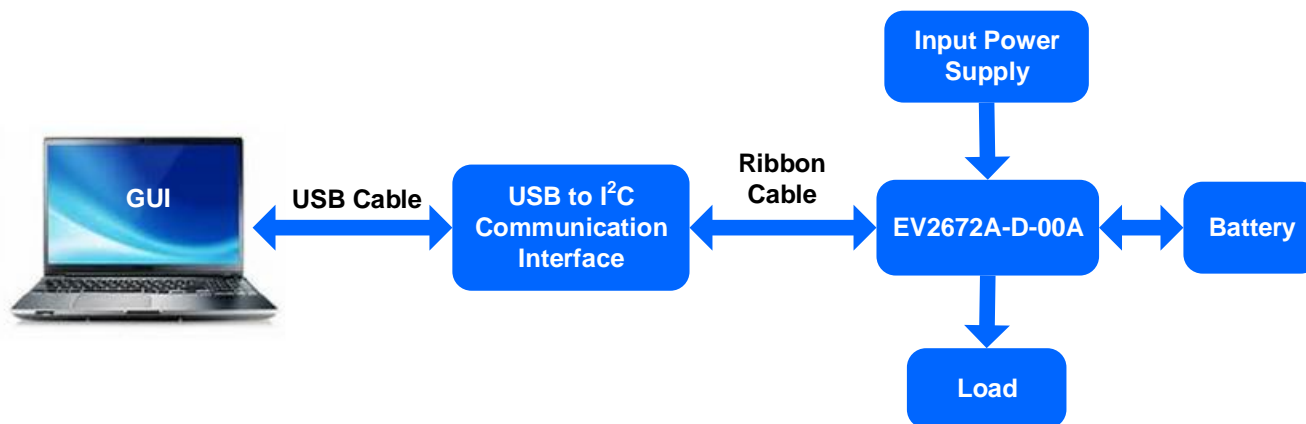 Input Power
Supply
GUI
USB Cable
USB to I²C
Communication
Interface
Ribbon
Cable
EV2672A-D-00A
Battery
Load